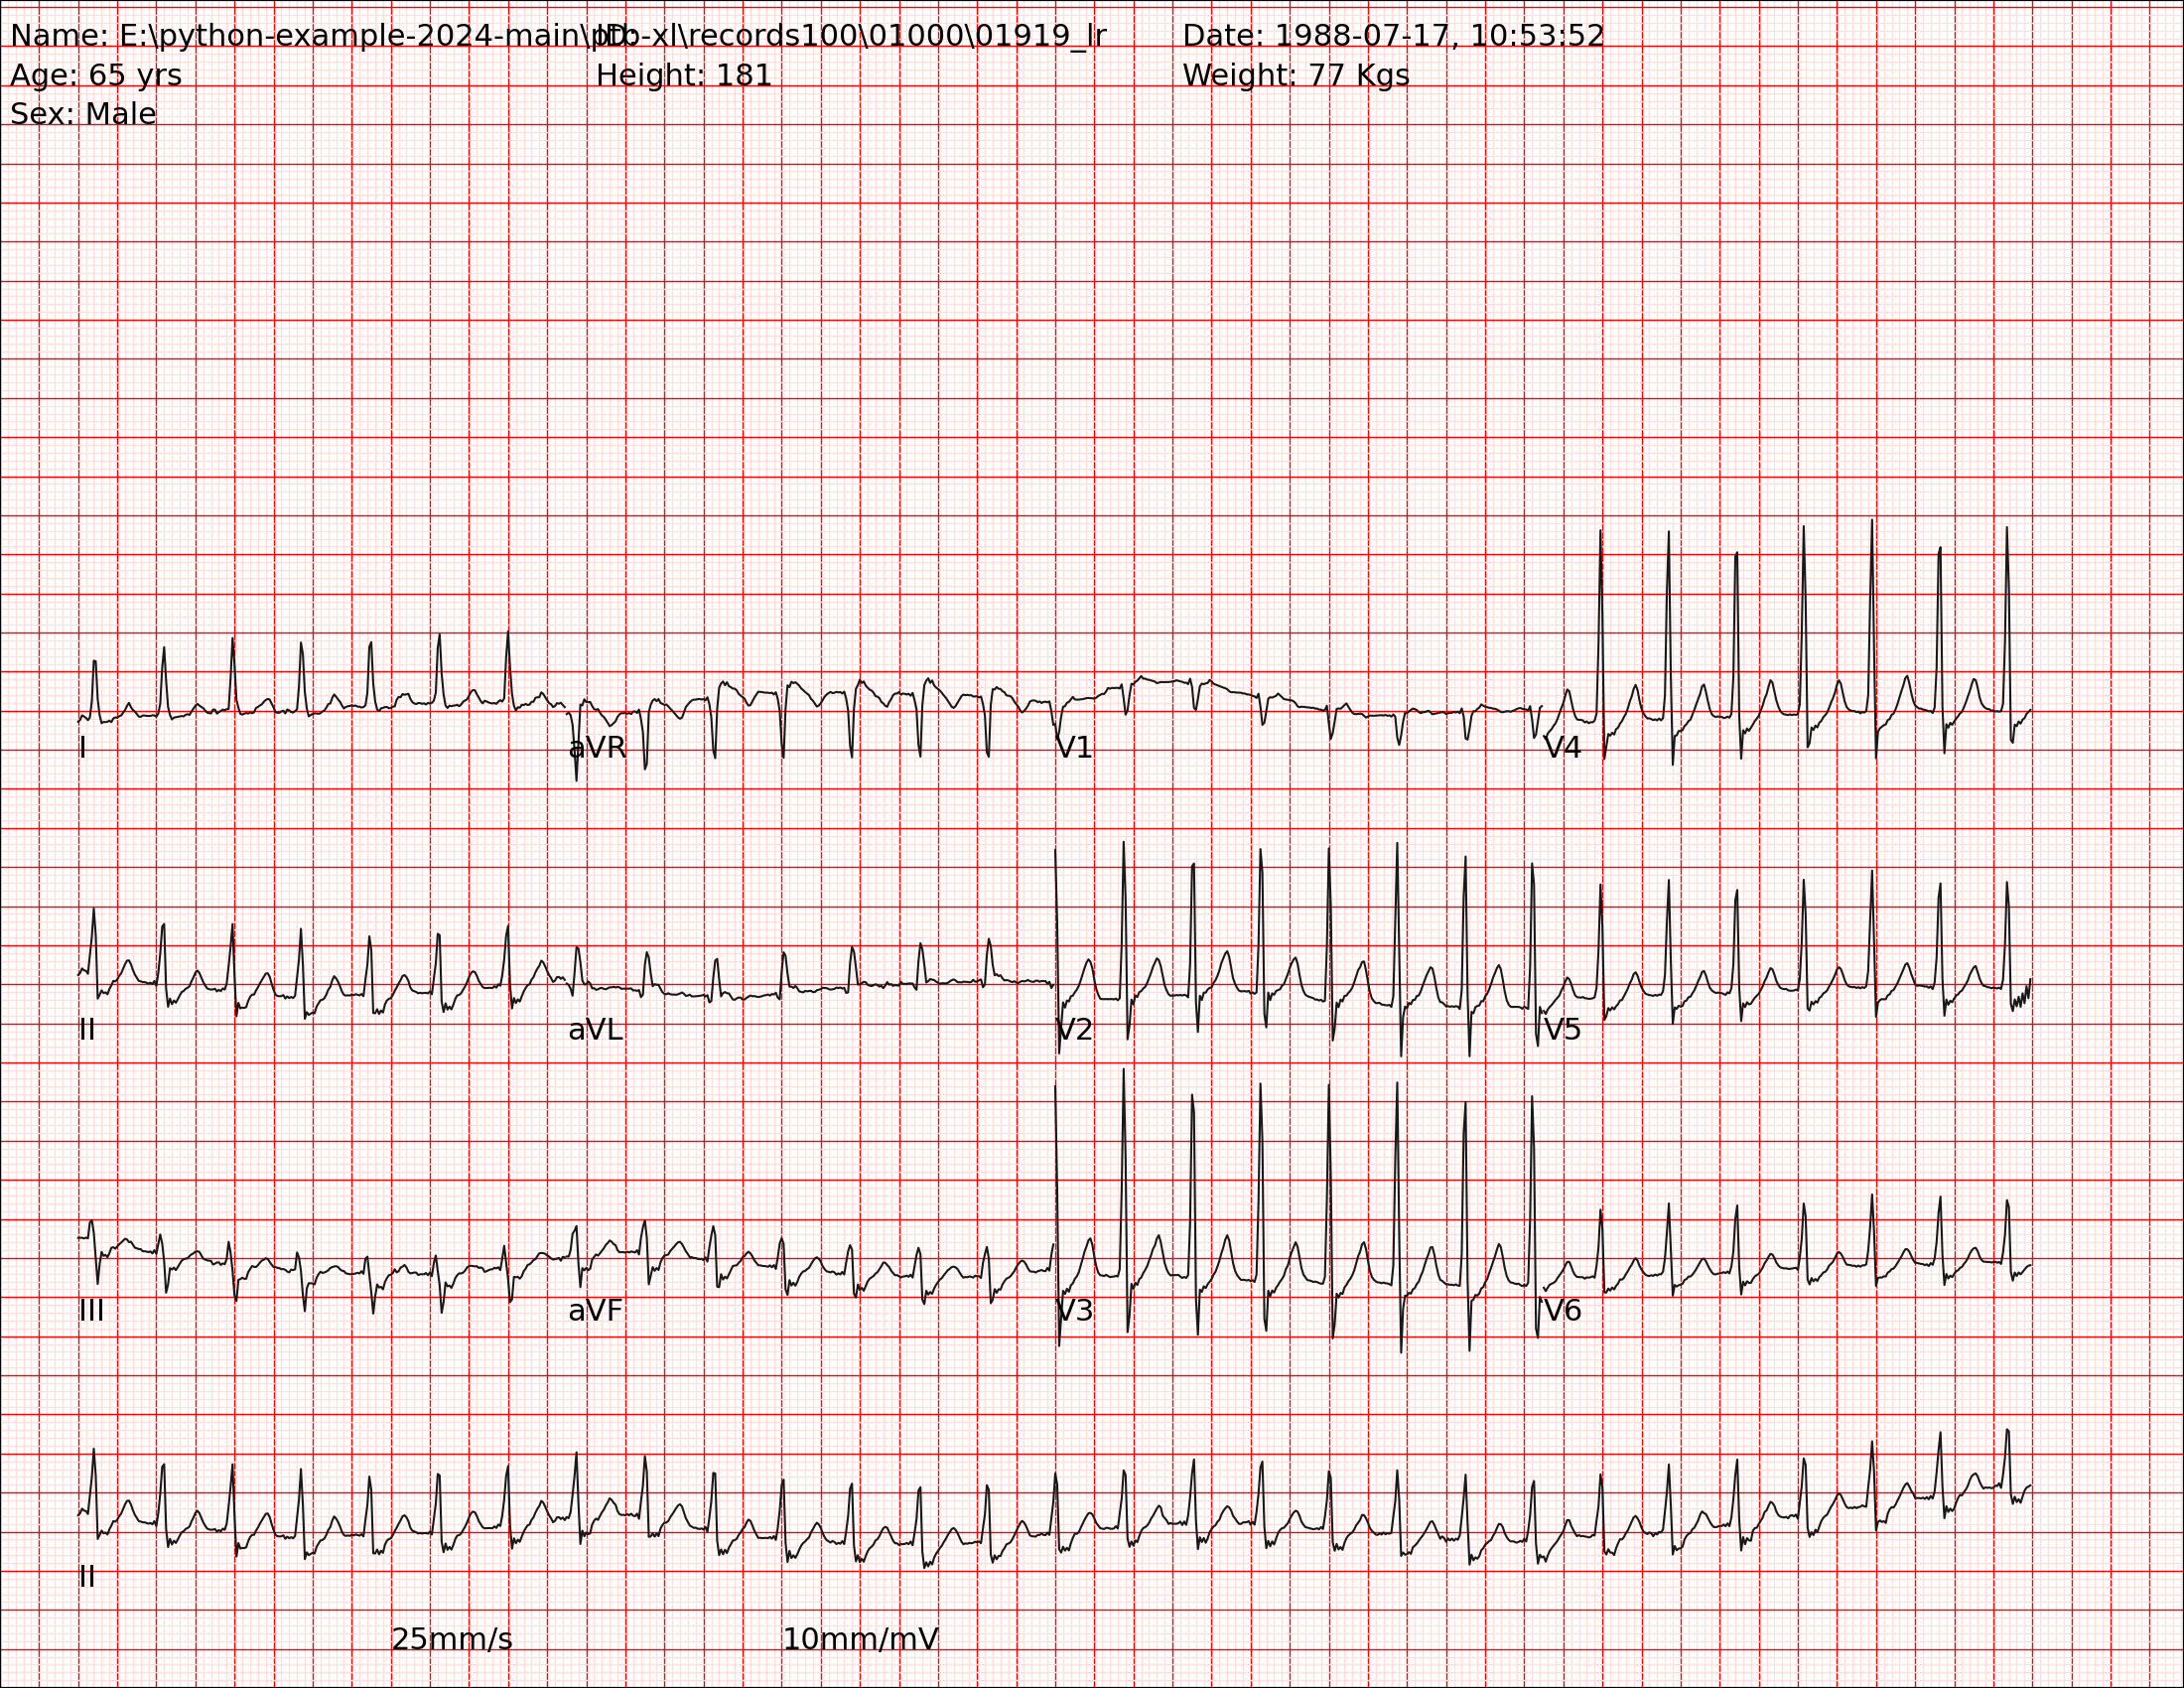 Name: E:\python-example-2024-main\ptb-xl\records100\01000\01919_lr ID: Date: 1988-07-17, 10:53:52
Age: 65 yrs Height: 181 Weight: 77 Kgs
Sex: Male
I aVR V1 V4
II aVL V2 V5
III aVF V3 V6
II
25mm/s 10mm/mV